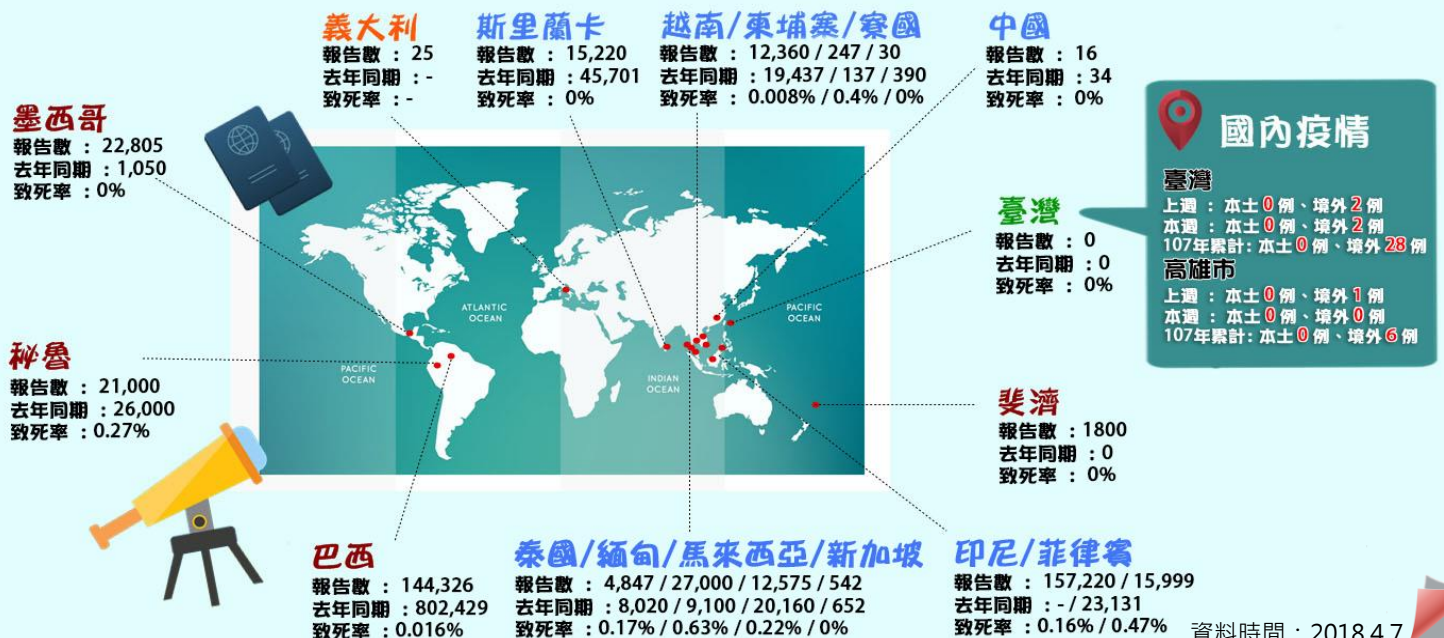 義大利
報告數 : 25
去年同期 : -
致死率 : -
斯里蘭卡
報告數 : 15,220
去年同期 : 45,701
致死率 : 0%
越南/柬埔寨/寮國
報告數 : 12,360 / 247 / 30
去年同期 : 19,437 / 137 / 390
致死率 : 0.008% / 0.4% / 0%
中國
報告數 : 16
去年同期 : 34
致死率 : 0%
墨西哥
報告數 : 22,805
去年同期 : 1,050
致死率 : 0%
國內疫情
臺灣
上週 : 本土0例、境外2例
本週 : 本土0例、境外2例
107年累計: 本土0例、境外28例
高雄市
上週 : 本土0例、境外1例
本週 : 本土0例、境外0例
107年累計: 本土0例、境外6例
臺灣
報告數 : 0
去年同期 : 0
致死率 : 0%
ATLANTIC
OCEAN
PACIFIC
OCEAN
PACIFIC
OCEAN
INDIAN
OCEAN
秘魯
報告數 : 21,000
去年同期 : 26,000
致死率 : 0.27%
斐濟
報告數 : 1800
去年同期 : 0
致死率 : 0%
巴西
報告數 : 144,326
去年同期 : 802,429
致死率 : 0.016%
泰國/緬甸/馬來西亞/新加坡
報告數 : 4,847 / 27,000 / 12,575 / 542
去年同期 : 8,020 / 9,100 / 20,160 / 652
致死率 : 0.17% / 0.63% / 0.22% / 0%
印尼/菲律賓
報告數 : 157,220 / 15,999
去年同期 : - / 23,131
致死率 : 0.16% / 0.47%
資料時間：2018.4.7